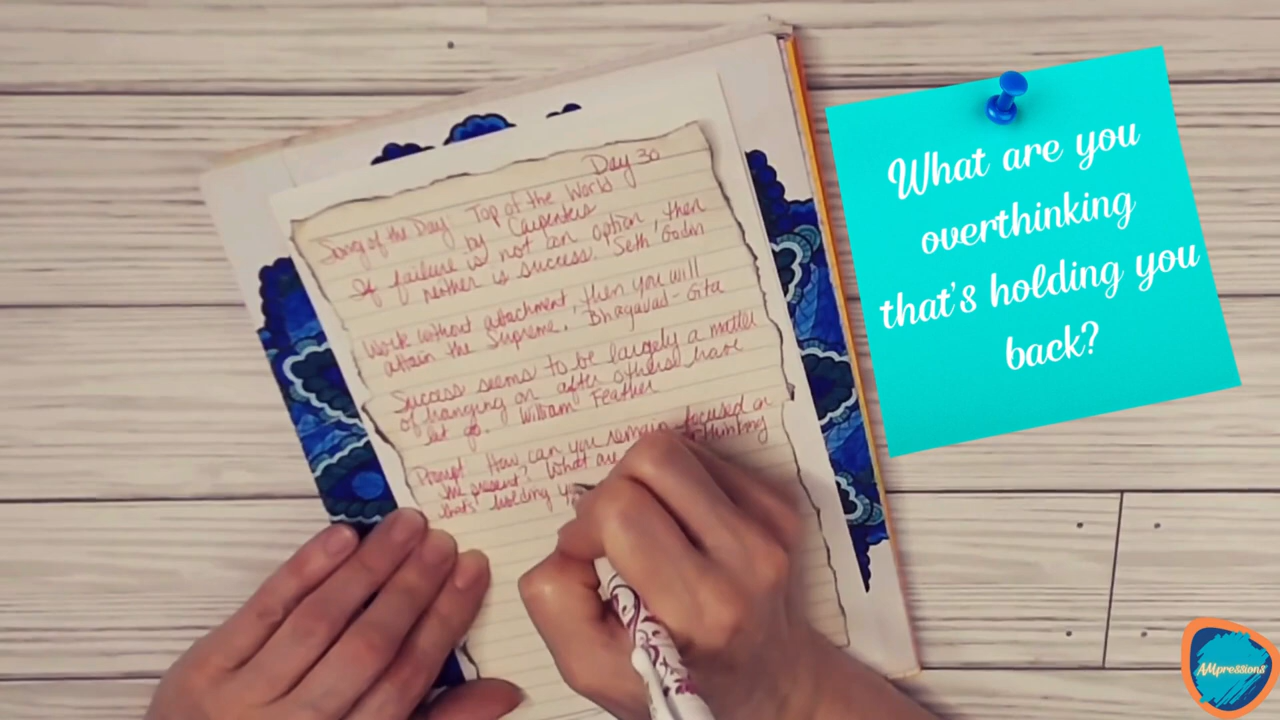 Day 30
Song of the Day Top of the World
by Carpenters
If failure is not an option, then
neither is success. Seth Godin
Work without attachment, then you will
attain the Supreme. Bhagavad-Gita
Success seems to be largely a matter
of hanging on after others have
let go. William Feather
Prompt How can you remain focused on
the present? What are overthinking
that's holding
What are you
overthinking
that's holding you
back?
AMpressions